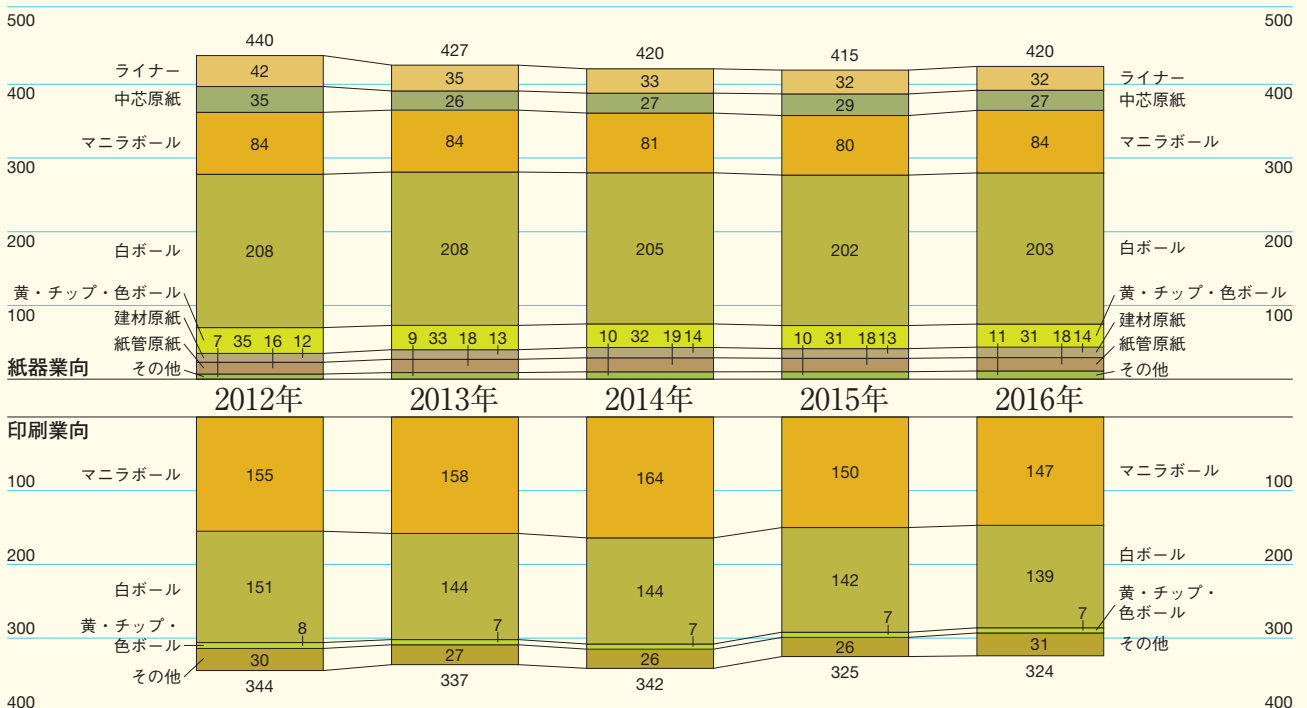 500 500
440 427 420 415 420
ライナー 42 35 33 32 32 ライナー
400 400
中芯原紙 35 26 27 29 27 中芯原紙
マニラボール 84 84 81 80 84 マニラボール
300 300
200 200
白ボール 208 208 205 202 203 白ボール
黄・チップ・色ボール 黄・チップ・色ボール
100 100
建材原紙 建材原紙
7 35 16 12 9 33 18 13 10 32 19 14 10 31 18 13 11 31 18 14
紙管原紙 紙管原紙
紙器業向 その他 その他
2012年 2013年 2014年 2015年 2016年
印刷業向
マニラボール 155 158 164 150 147 マニラボール
100 100
200 200
白ボール 151 144 144 142 139 白ボール
黄・チップ・ 8 7 7 7 7 黄・チップ・
色ボール 色ボール
300 300
その他 30 27 26 26 31 その他
344 337 342 325 324
400 400